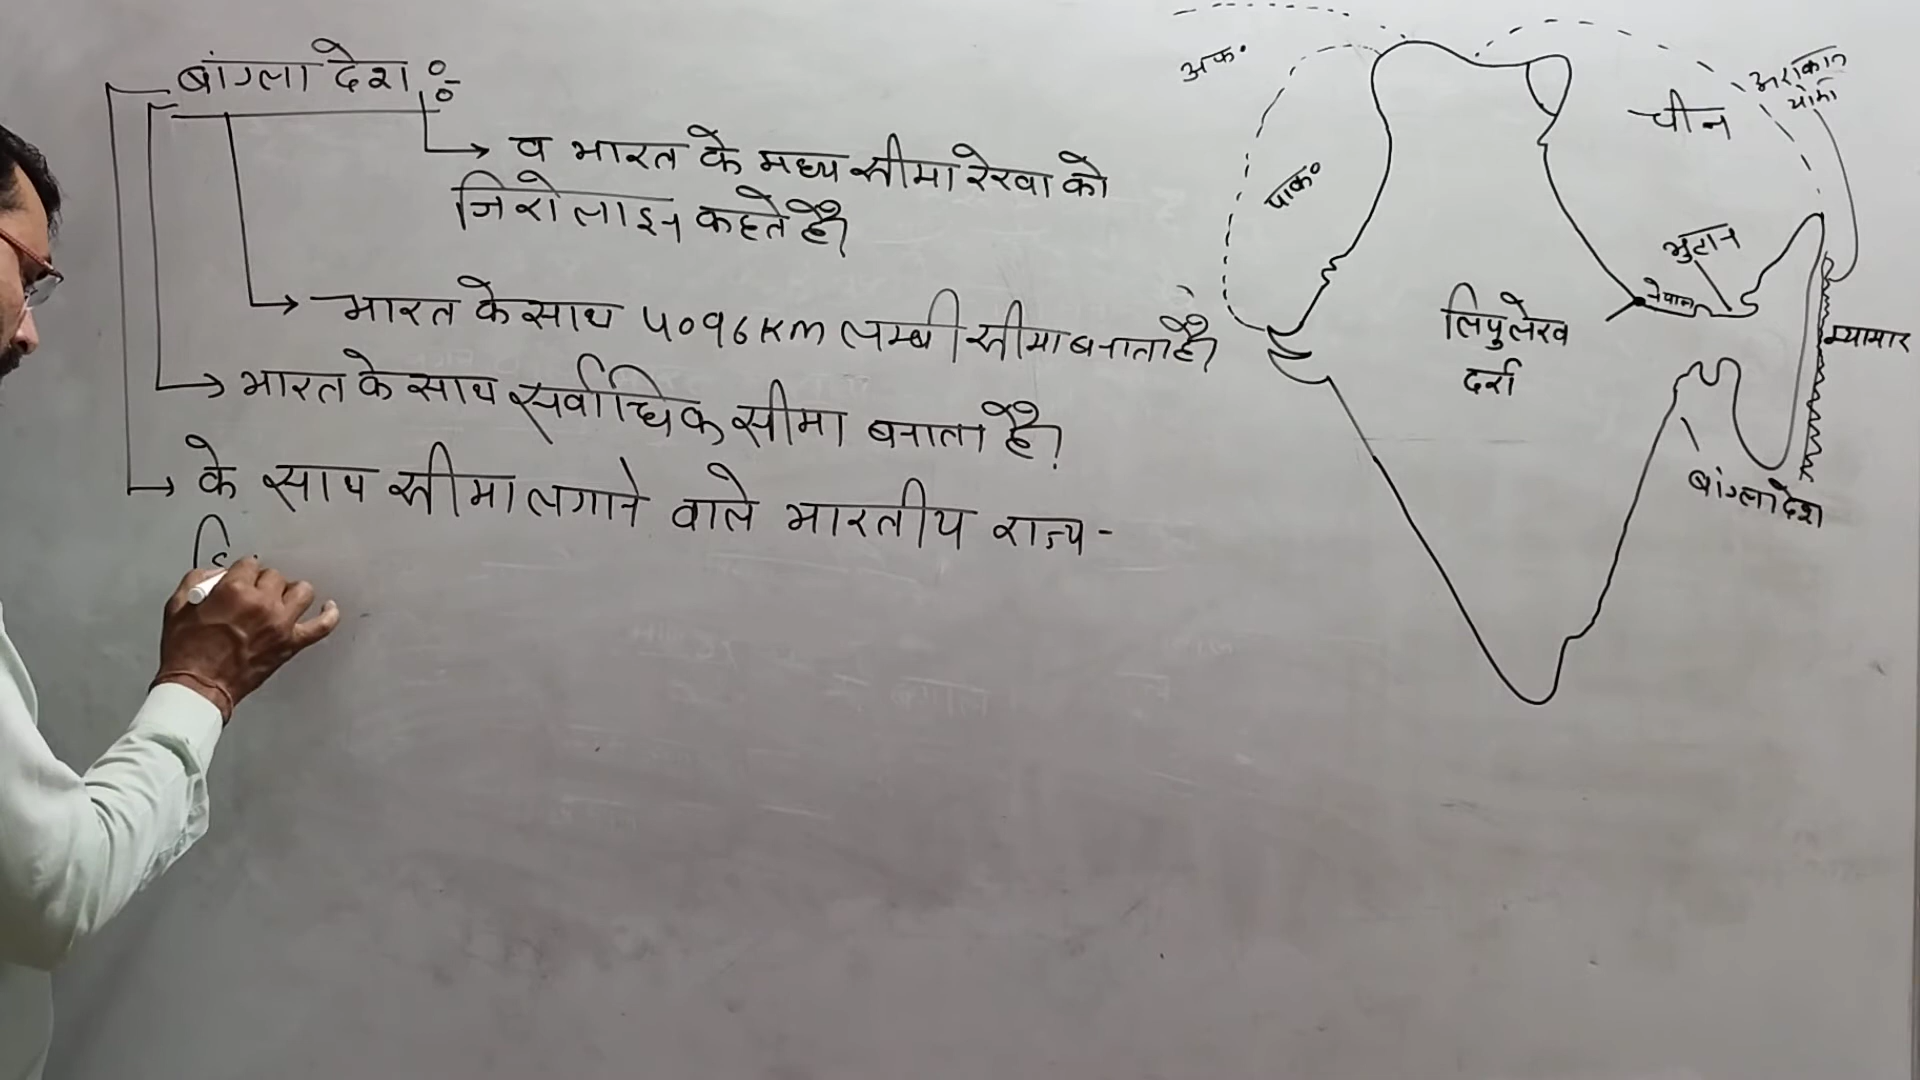 बांग्ला देश :-
व भारत के मध्य सीमा रेखा को
जिरो लाइन कहते है।
भारत के साथ 4096 km लम्बी सीमा बनाता है।
भारत के साथ सर्वाधिक सीमा बनाता है।
के साथ सीमा लगाने वाले भारतीय राज्य -
अफ॰
पाक॰
चीन
अराकान
योमा
भुटान
नेपाल
लिपुलेख
दर्रा
म्यामार
बांग्लादेश